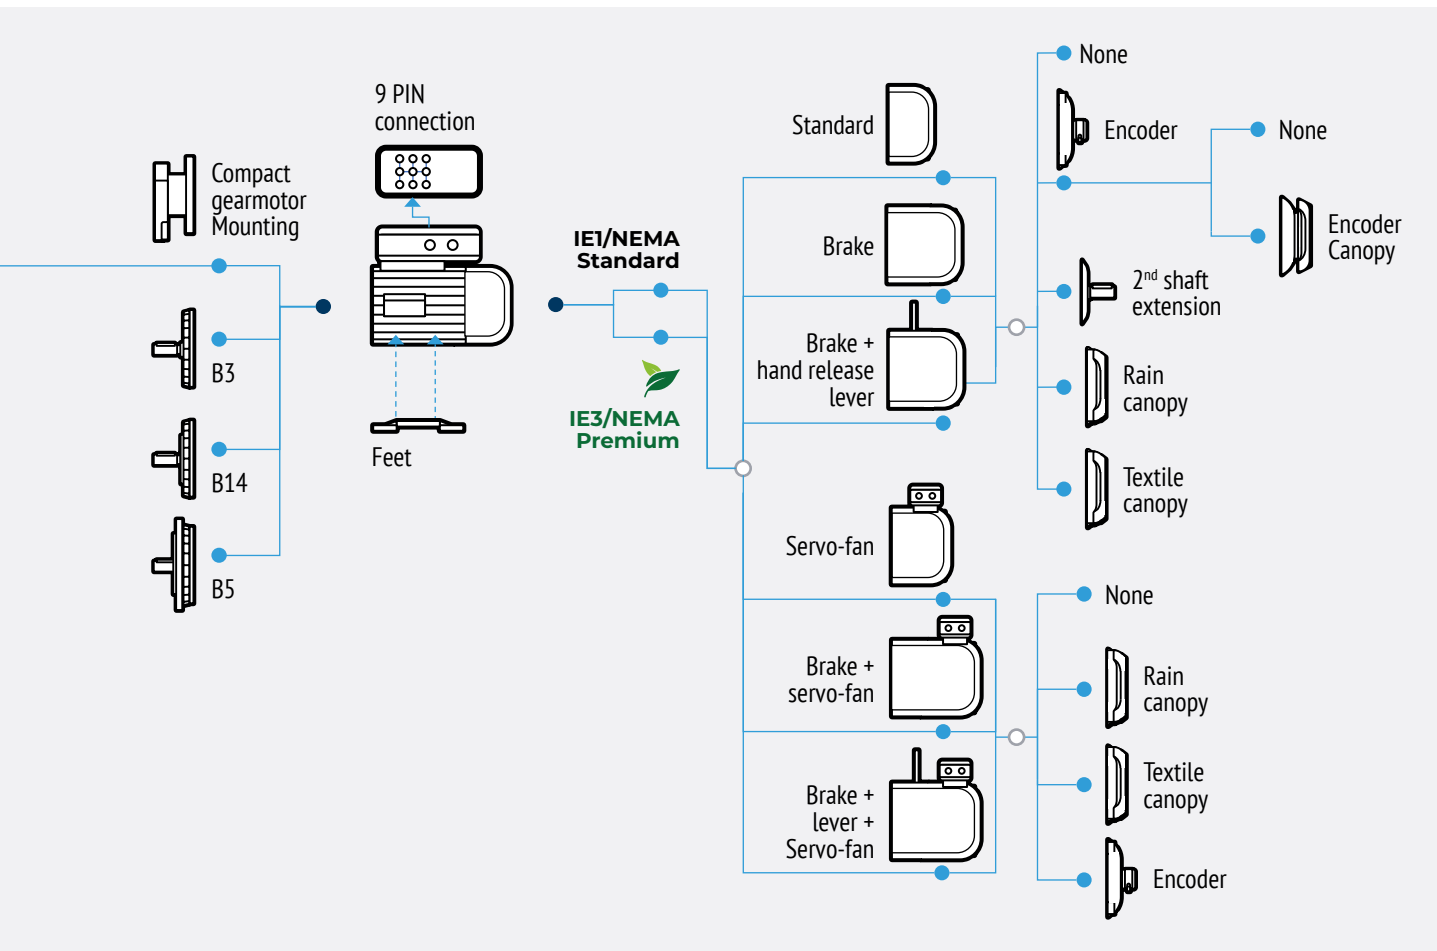 Compact
gearmotor
Mounting
B3
B14
B5
9 PIN
connection
Feet
IE1/NEMA
Standard
IE3/NEMA
Premium
Standard
Brake
Brake +
hand release
lever
Servo-fan
Brake +
servo-fan
Brake +
lever +
Servo-fan
None
Encoder
None
Encoder
Canopy
2nd shaft
extension
Rain
canopy
Textile
canopy
None
Rain
canopy
Textile
canopy
Encoder